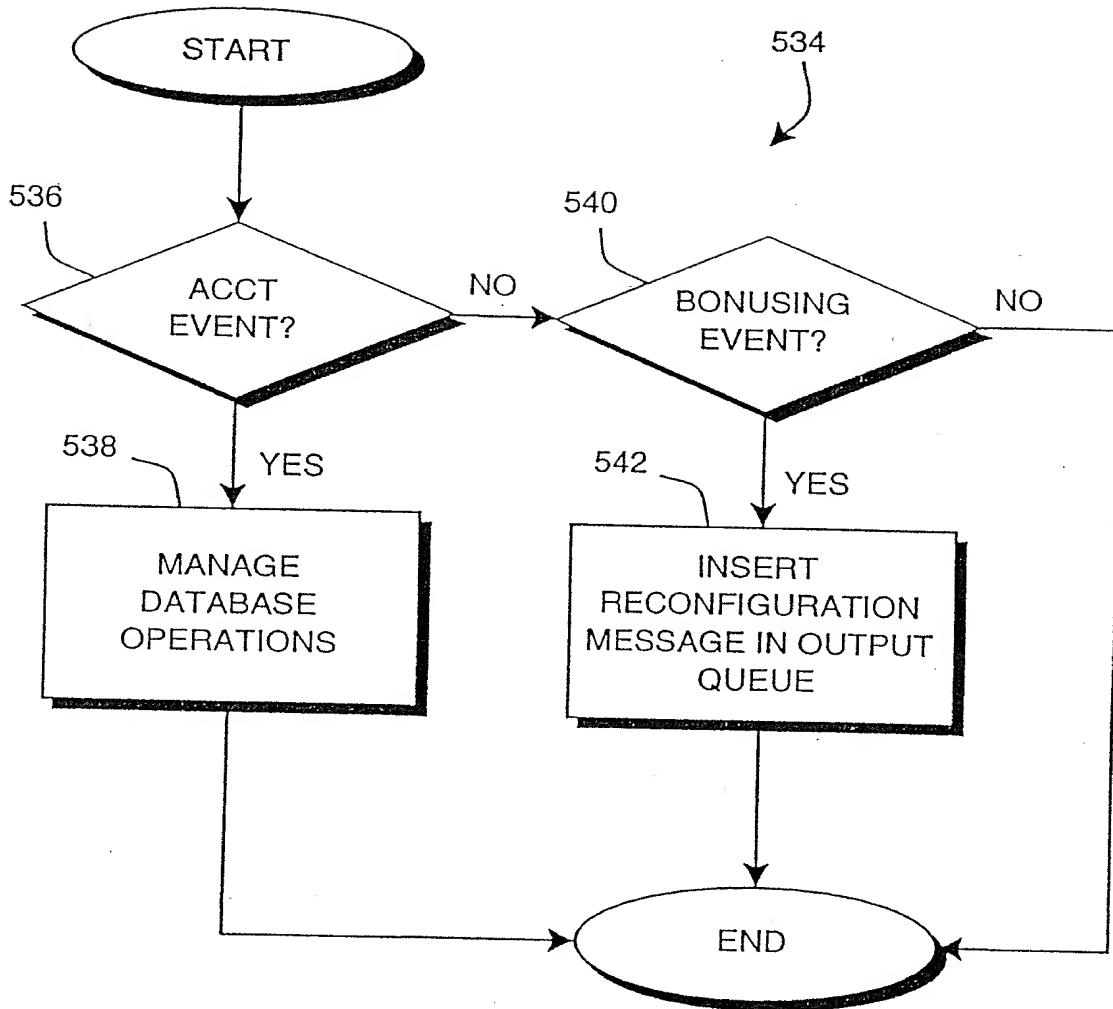 START
534
536
540
ACCT
EVENT?
NO
BONUSING
EVENT?
NO
538
YES
542
YES
MANAGE
DATABASE
OPERATIONS
INSERT
RECONFIGURATION
MESSAGE IN OUTPUT
QUEUE
END